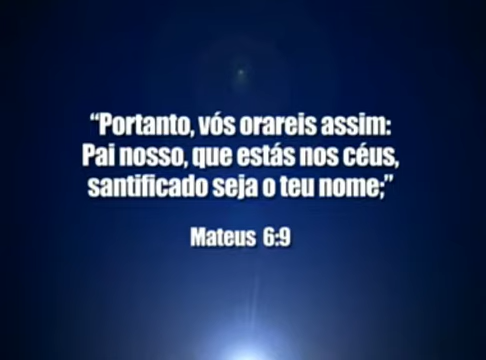 “Portanto, vós orareis assim:
Pai nosso, que estás nos céus,
santificado seja o teu nome;”
Mateus 6:9